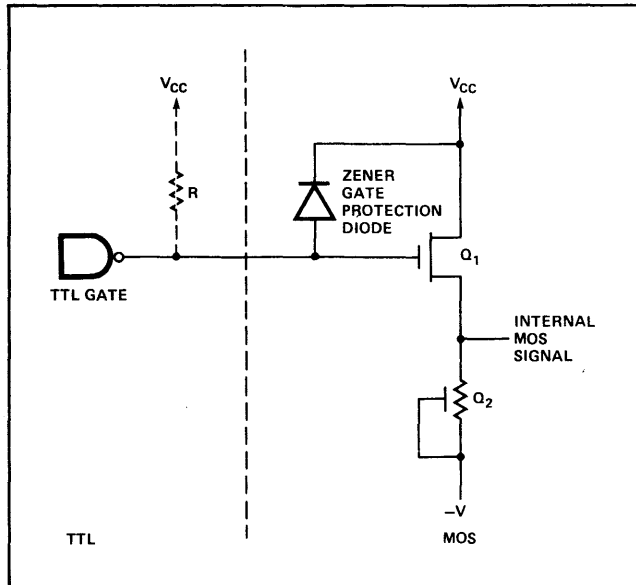 VCC
VCC
R
ZENER
GATE
PROTECTION
DIODE
Q1
TTL GATE
INTERNAL
MOS
SIGNAL
Q2
–V
TTL
MOS